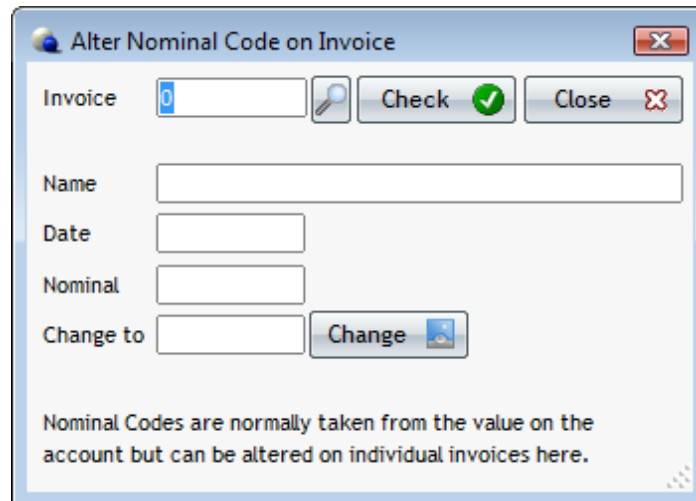 Alter Nominal Code on Invoice
Invoice 0 Check Close
Name
Date
Nominal
Change to Change
Nominal Codes are normally taken from the value on the
account but can be altered on individual invoices here.